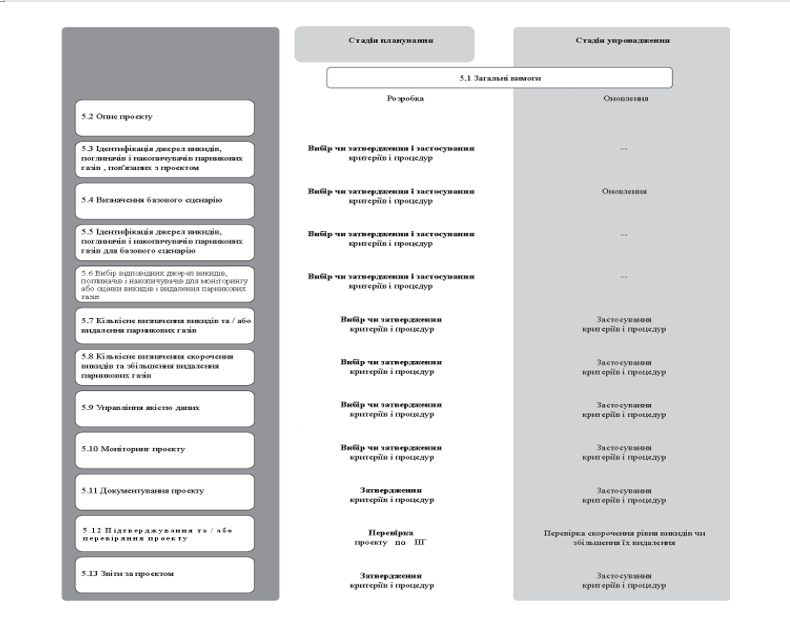 Стадія планування
Стадія упровадження
5.1 Загальні вимоги
Розробка
Оновлення
5.2 Опис проекту
5.3 Ідентифікація джерел викидів,
поглиначів і накопичувачів парникових
газів , пов'язаних з проектом
Вибір чи затвердження і застосування
критеріїв і процедур
--
5.4 Визначення базового сценарію
Вибір чи затвердження і застосування
критеріїв і процедур
Оновлення
5.5 Ідентифікація джерел викидів,
поглиначів і накопичувачів парникових
газів для базового сценарію
Вибір чи затвердження і застосування
критеріїв і процедур
--
5.6 Вибір відповідних джерел викидів,
поглиначів і накопичувачів для моніторингу
або оцінки викидів і видалення парникових
газів
Вибір чи затвердження і застосування
критеріїв і процедур
--
5.7 Кількісне визначення викидів та / або
видалення парникових газів
Вибір чи затвердження
критеріїв і процедур
Застосування
критеріїв і процедур
5.8 Кількісне визначення скорочення
викидів та збільшення видалення
парникових газів
Вибір чи затвердження
критеріїв і процедур
Застосування
критеріїв і процедур
5.9 Управління якістю даних
Вибір чи затвердження
критеріїв і процедур
Застосування
критеріїв і процедур
5.10 Моніторинг проекту
Вибір чи затвердження
критеріїв і процедур
Застосування
критеріїв і процедур
5.11 Документування проекту
Затвердження
критеріїв і процедур
Застосування
критеріїв і процедур
5.12 Підтверджування та / або
перевіряння проекту
Перевірка
проекту по ПГ
Перевірка скорочення рівня викидів чи
збільшення їх видалення
5.13 Звіти за проектом
Затвердження
критеріїв і процедур
Застосування
критеріїв і процедур